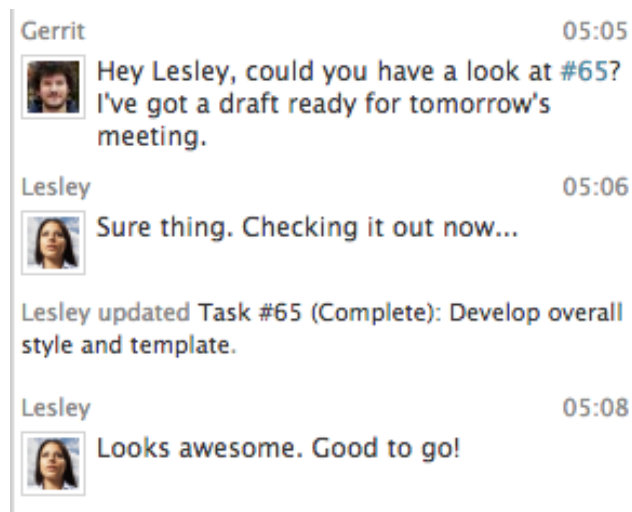 Gerrit 05:05
Hey Lesley, could you have a look at #65?
I've got a draft ready for tomorrow's
meeting.
Lesley 05:06
Sure thing. Checking it out now...
Lesley updated Task #65 (Complete): Develop overall
style and template.
Lesley 05:08
Looks awesome. Good to go!